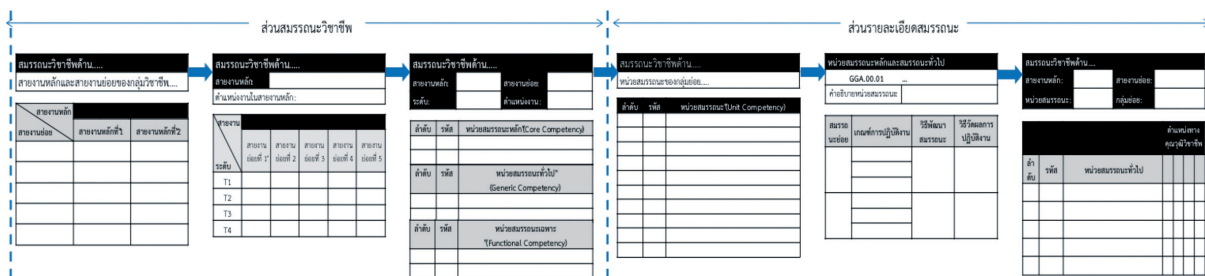 ส่วนสมรรถนะวิชาชีพ
ส่วนรายละเอียดสมรรถนะ
สมรรถนะวิชาชีพด้าน.....
สายงานหลักและสายงานย่อยของกลุ่มวิชาชีพ....
สายงานหลัก
สายงานย่อย
สายงานหลักที่1
สายงานหลักที่2
สมรรถนะวิชาชีพด้าน.....
สายงานหลัก:
ตำแหน่งงานในสายงานหลัก:
สายงาน
ระดับ
สายงานย่อยที่ 1
สายงานย่อยที่ 2
สายงานย่อยที่ 3
สายงานย่อยที่ 4
สายงานย่อยที่ 5
T1
T2
T3
T4
สมรรถนะวิชาชีพด้าน.....
สายงานหลัก: สายงานย่อย:
ระดับ: ตำแหน่งงาน:
ลำดับ รหัส หน่วยสมรรถนะหลัก(Core Competency)
ลำดับ รหัส หน่วยสมรรถนะทั่วไป"
(Generic Competency)
ลำดับ รหัส หน่วยสมรรถนะเฉพาะ
"(Functional Competency)
สมรรถนะวิชาชีพด้าน.....
หน่วยสมรรถนะของกลุ่มย่อย....
ลำดับ รหัส หน่วยสมรรถนะ"(Unit Competency)
หน่วยสมรรถนะหลักและสมรรถนะทั่วไป
GGA.00.01 ...
คำอธิบายหน่วยสมรรถนะ
สมรรถนะย่อย
เกณฑ์การปฏิบัติงาน
วิธีพัฒนาสมรรถนะ
วิธีวัดผลการปฏิบัติงาน
สมรรถนะวิชาชีพด้าน....
สายงานหลัก: สายงานย่อย:
หน่วยสมรรถนะ: กลุ่มย่อย:
ตำแหน่งทาง
คุณวุฒิวิชาชีพ
ลำดับ รหัส หน่วยสมรรถนะทั่วไป